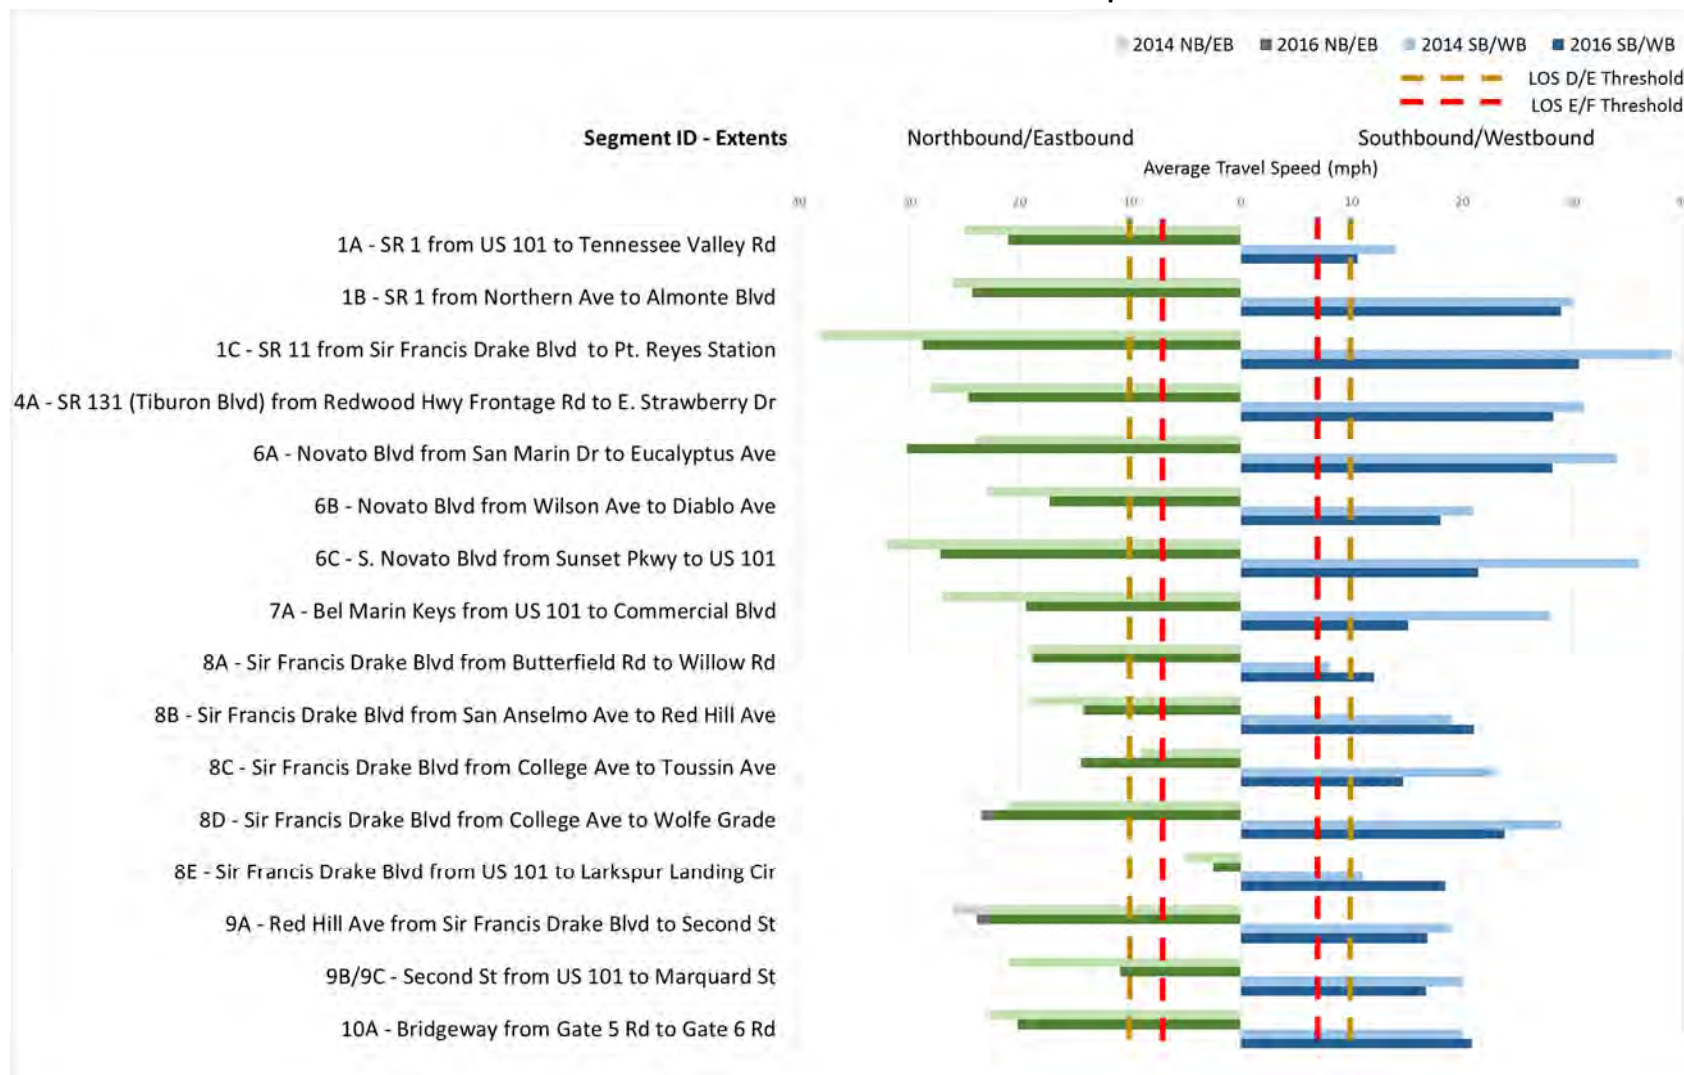 2014 NB/EB 2016 NB/EB 2014 SB/WB 2016 SB/WB
LOS D/E Threshold
LOS E/F Threshold
Segment ID - Extents Northbound/Eastbound Southbound/Westbound
Average Travel Speed (mph)
20 10 0 10 20
1A - SR 1 from US 101 to Tennessee Valley Rd
1B - SR 1 from Northern Ave to Almonte Blvd
1C - SR 11 from Sir Francis Drake Blvd to Pt. Reyes Station
4A - SR 131 (Tiburon Blvd) from Redwood Hwy Frontage Rd to E. Strawberry Dr
6A - Novato Blvd from San Marin Dr to Eucalyptus Ave
6B - Novato Blvd from Wilson Ave to Diablo Ave
6C - S. Novato Blvd from Sunset Pkwy to US 101
7A - Bel Marin Keys from US 101 to Commercial Blvd
8A - Sir Francis Drake Blvd from Butterfield Rd to Willow Rd
8B - Sir Francis Drake Blvd from San Anselmo Ave to Red Hill Ave
8C - Sir Francis Drake Blvd from College Ave to Toussin Ave
8D - Sir Francis Drake Blvd from College Ave to Wolfe Grade
8E - Sir Francis Drake Blvd from US 101 to Larkspur Landing Cir
9A - Red Hill Ave from Sir Francis Drake Blvd to Second St
9B/9C - Second St from US 101 to Marquard St
10A - Bridgeway from Gate 5 Rd to Gate 6 Rd